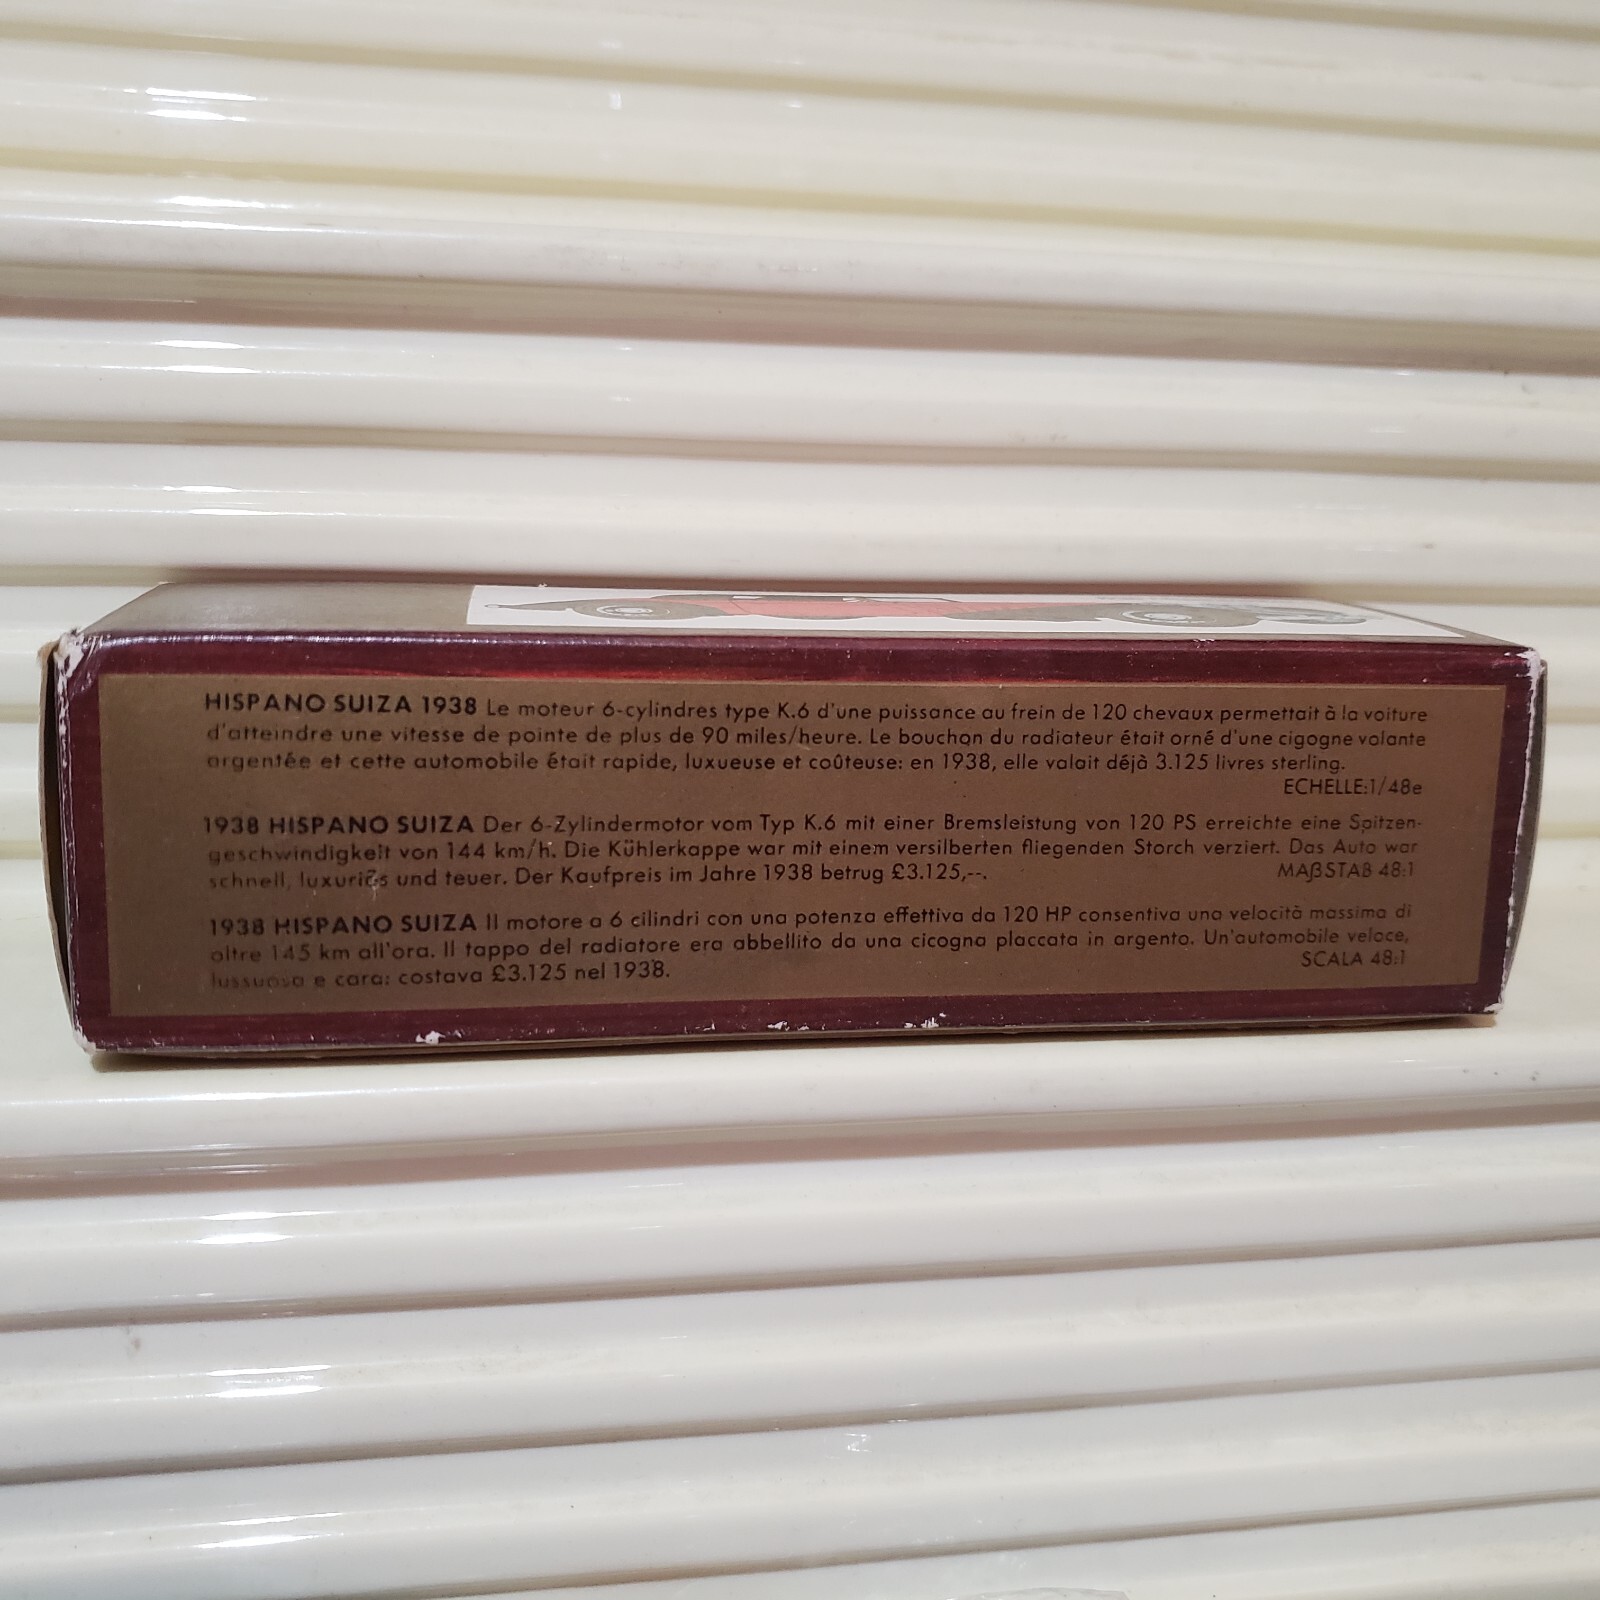 HISPANO SUIZA 1938 Le moteur 6-cylindres type K.6 d'une puissance au frein de 120 chevaux permettait à la voiture
d'atteindre une vitesse de pointe de plus de 90 miles/heure. Le bouchon du radiateur était orné d'une cigogne volante
argentée et cette automobile était rapide, luxueuse et coûteuse: en 1938, elle valait déjà 3.125 livres sterling.
ECHELLE:1/48e
1938 HISPANO SUIZA Der 6-Zylindermotor vom Typ K.6 mit einer Bremsleistung von 120 PS erreichte eine Spitzen-
geschwindigkeit von 144 km/h. Die Kühlerkappe war mit einem versilberten fliegenden Storch verziert. Das Auto war
schnell, luxuriös und teuer. Der Kaufpreis im Jahre 1938 betrug £3.125,--.
MAßSTAB 48:1
1938 HISPANO SUIZA Il motore a 6 cilindri con una potenza effettiva da 120 HP consentiva una velocità massima di
oltre 145 km all'ora. Il tappo del radiatore era abbellito da una cicogna placcata in argento. Un'automobile veloce,
lussuosa e cara: costava £3.125 nel 1938.
SCALA 48:1